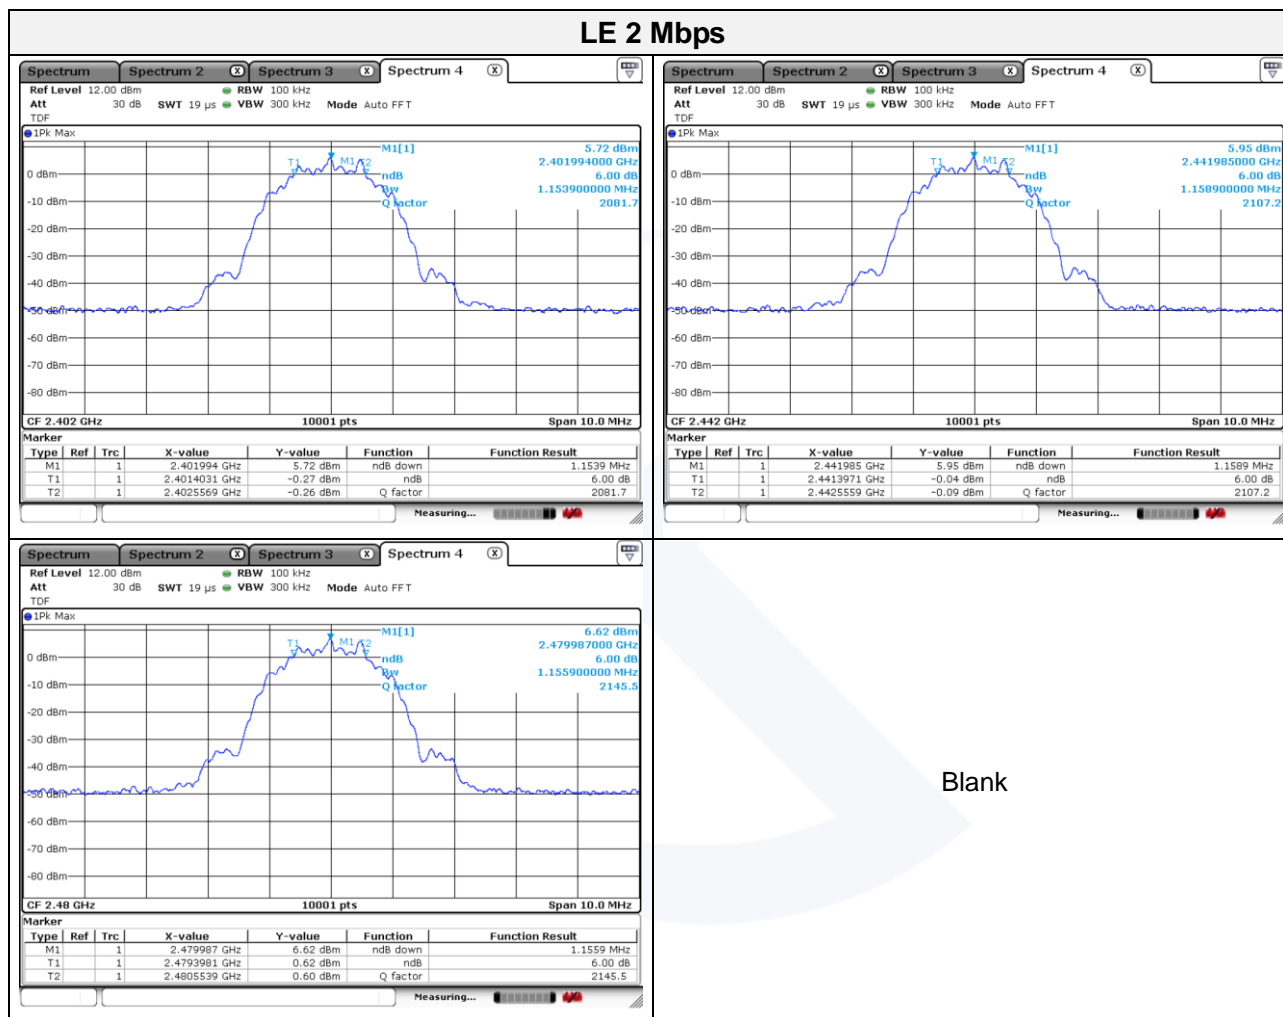 LE 2 Mbps
Spectrum Spectrum 2 X Spectrum 3 X Spectrum 4 X
Ref Level 12.00 dBm RBW 100 kHz
Att 30 dB SWT 19 µs VBW 300 kHz Mode Auto FFT
TDF
1Pk Max
M1[1] 5.72 dBm
2.401994000 GHz
ndB 6.00 dB
Bw 1.153900000 MHz
Q factor 2081.7
T1 M1 T2
0 dBm
-10 dBm
-20 dBm
-30 dBm
-40 dBm
-50 dBm
-60 dBm
-70 dBm
-80 dBm
CF 2.402 GHz 10001 pts Span 10.0 MHz
Marker
Type Ref Trc X-value Y-value Function Function Result
M1 1 2.401994 GHz 5.72 dBm ndB down 1.1539 MHz
T1 1 2.4014031 GHz -0.27 dBm ndB 6.00 dB
T2 1 2.4025569 GHz -0.26 dBm Q factor 2081.7
Measuring...
Spectrum Spectrum 2 X Spectrum 3 X Spectrum 4 X
Ref Level 12.00 dBm RBW 100 kHz
Att 30 dB SWT 19 µs VBW 300 kHz Mode Auto FFT
TDF
1Pk Max
M1[1] 5.95 dBm
2.441985000 GHz
ndB 6.00 dB
Bw 1.158900000 MHz
Q factor 2107.2
T1 M1 T2
0 dBm
-10 dBm
-20 dBm
-30 dBm
-40 dBm
-50 dBm
-60 dBm
-70 dBm
-80 dBm
CF 2.442 GHz 10001 pts Span 10.0 MHz
Marker
Type Ref Trc X-value Y-value Function Function Result
M1 1 2.441985 GHz 5.95 dBm ndB down 1.1589 MHz
T1 1 2.4413971 GHz -0.04 dBm ndB 6.00 dB
T2 1 2.4425559 GHz -0.09 dBm Q factor 2107.2
Measuring...
Spectrum Spectrum 2 X Spectrum 3 X Spectrum 4 X
Ref Level 12.00 dBm RBW 100 kHz
Att 30 dB SWT 19 µs VBW 300 kHz Mode Auto FFT
TDF
1Pk Max
M1[1] 6.62 dBm
2.479987000 GHz
ndB 6.00 dB
Bw 1.155900000 MHz
Q factor 2145.5
T1 M1 T2
0 dBm
-10 dBm
-20 dBm
-30 dBm
-40 dBm
-50 dBm
-60 dBm
-70 dBm
-80 dBm
CF 2.48 GHz 10001 pts Span 10.0 MHz
Marker
Type Ref Trc X-value Y-value Function Function Result
M1 1 2.479987 GHz 6.62 dBm ndB down 1.1559 MHz
T1 1 2.4793981 GHz 0.62 dBm ndB 6.00 dB
T2 1 2.4805539 GHz 0.60 dBm Q factor 2145.5
Measuring...
Blank